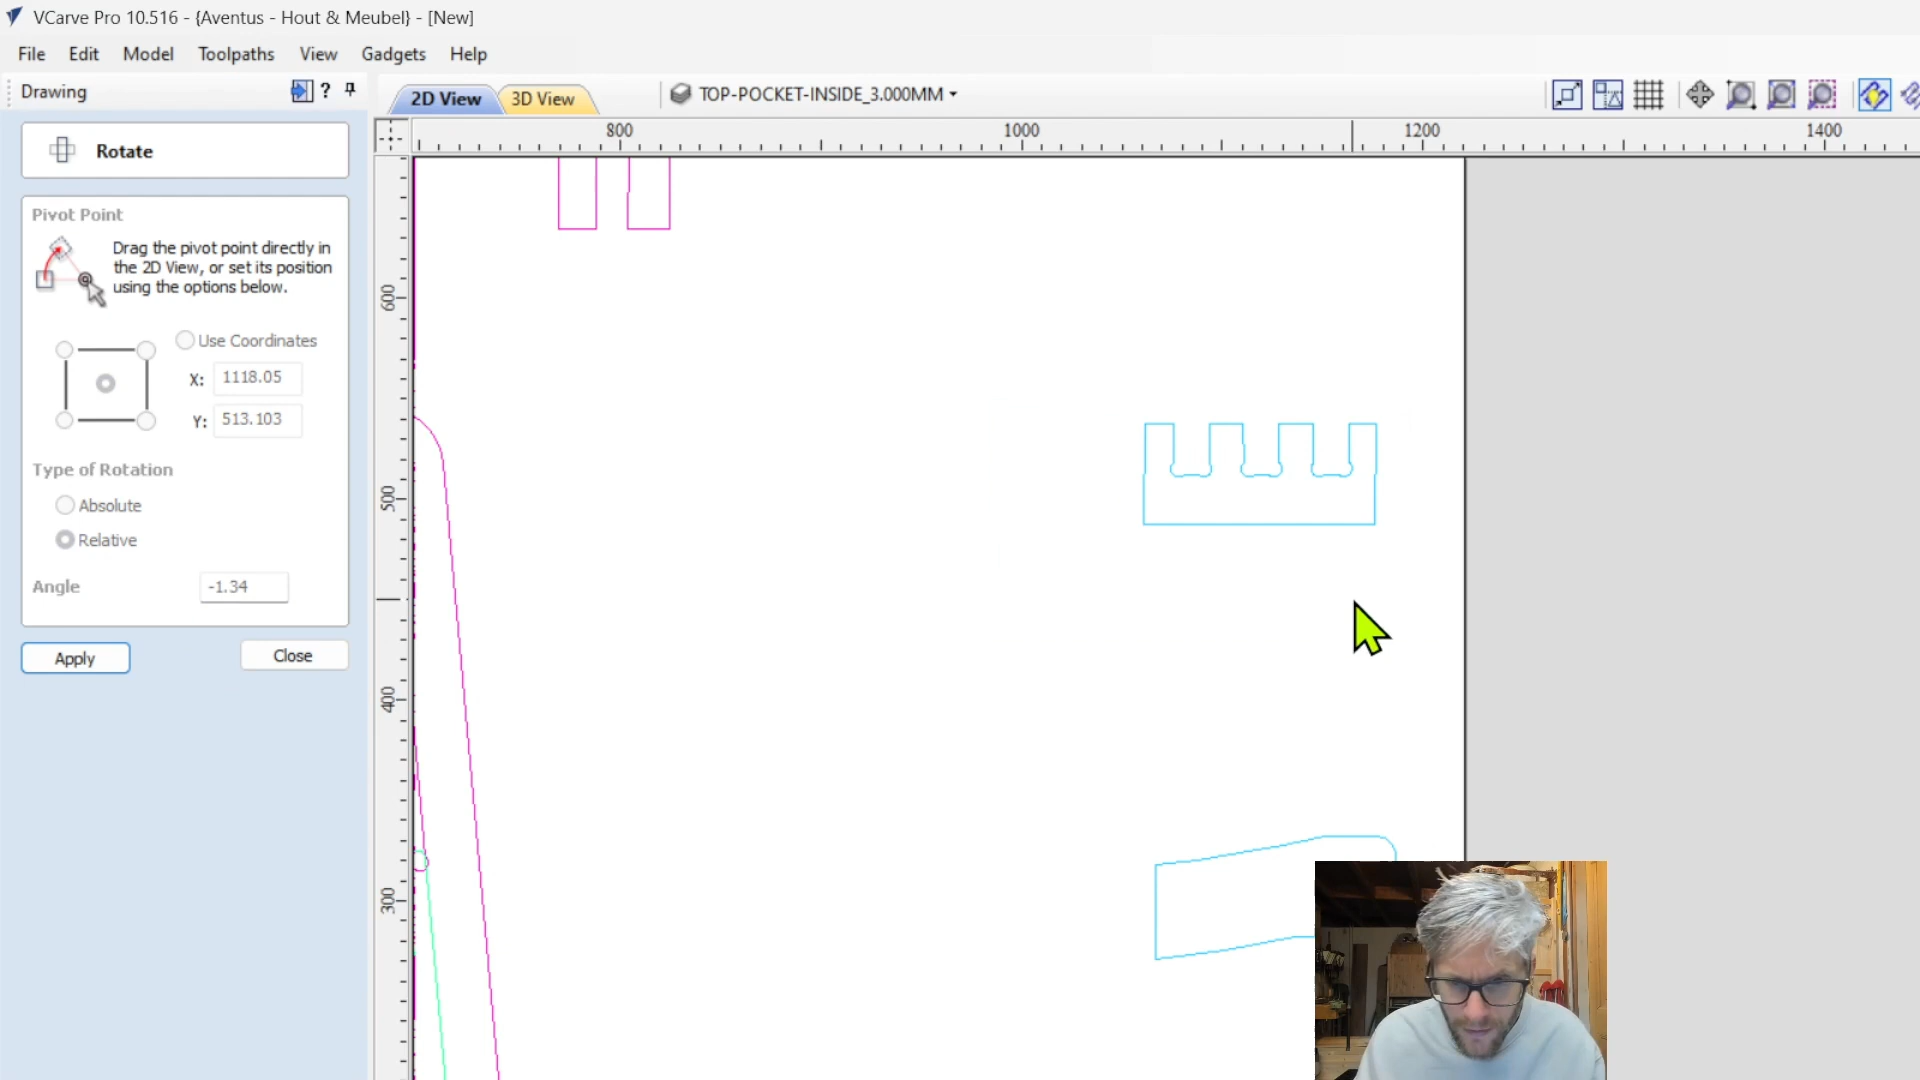 VCarve Pro 10.516 - {Aventus - Hout & Meubel} - [New]
File Edit Model Toolpaths View Gadgets Help
Drawing ?
2D View 3D View TOP-POCKET-INSIDE_3.000MM
800 1000 1200 1400
Rotate
Pivot Point
Drag the pivot point directly in
the 2D View, or set its position
using the options below.
Use Coordinates
X: 1118.05
Y: 513.103
Type of Rotation
Absolute
Relative
Angle -1.34
Apply Close
600
500
400
300